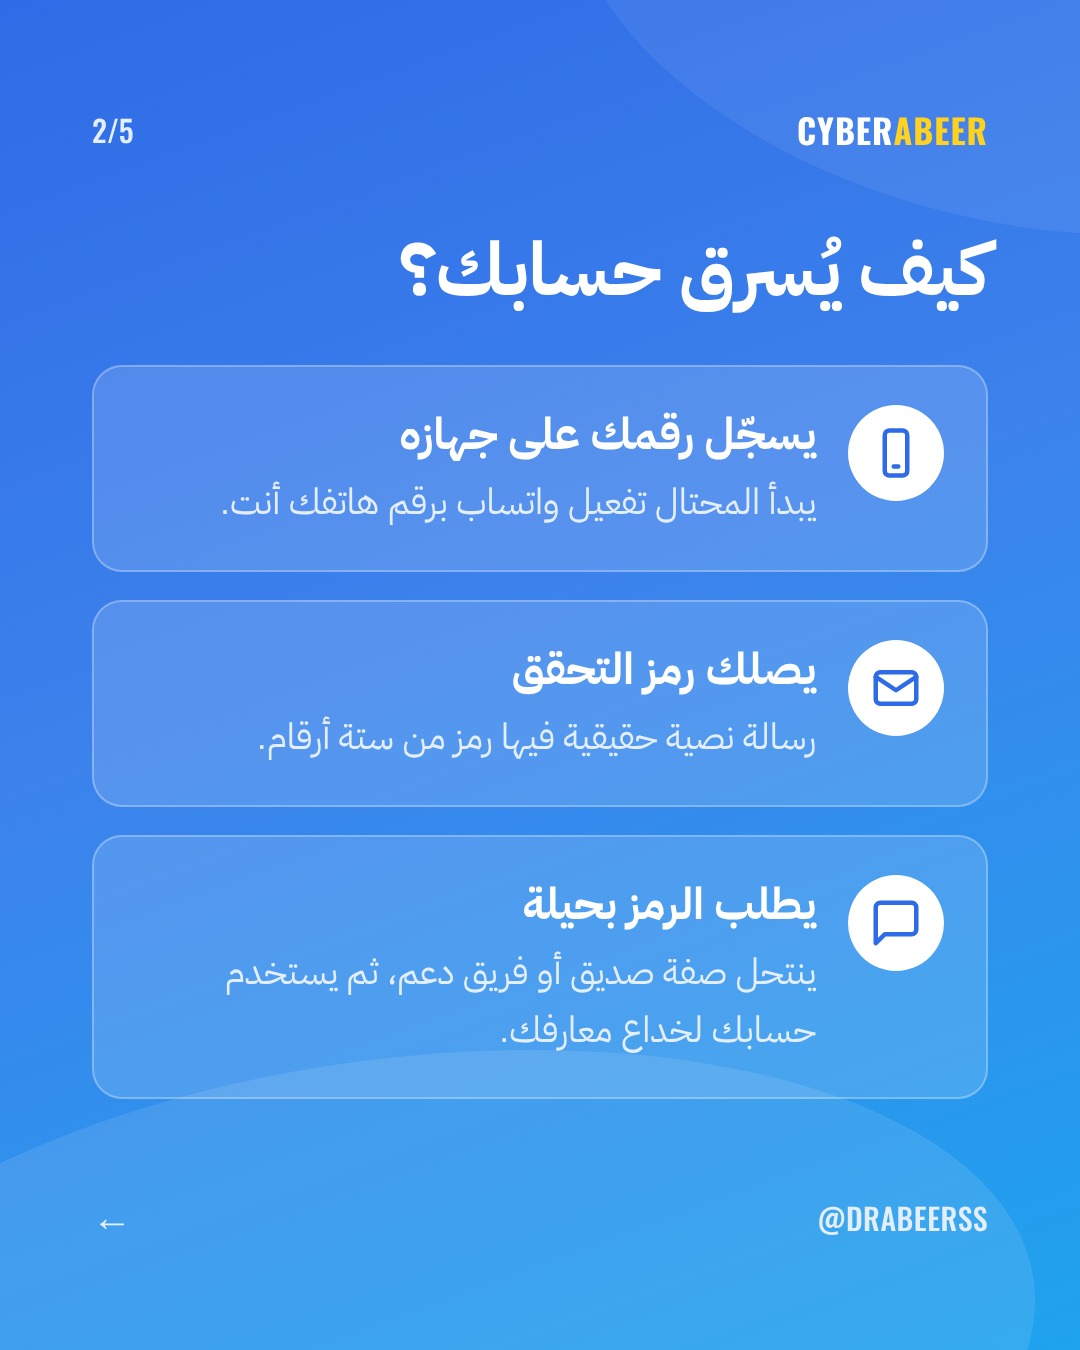 CYBERABEER
2/5
كيف يُسرق حسابك؟
يسجّل رقمك على جهازه
يبدأ المحتال تفعيل واتساب برقم هاتفك أنت.
يصلك رمز التحقق
رسالة نصية حقيقية فيها رمز من ستة أرقام.
يطلب الرمز بحيلة
ينتحل صفة صديق أو فريق دعم، ثم يستخدم
حسابك لخداع معارفك.
@DRABEERSS
←